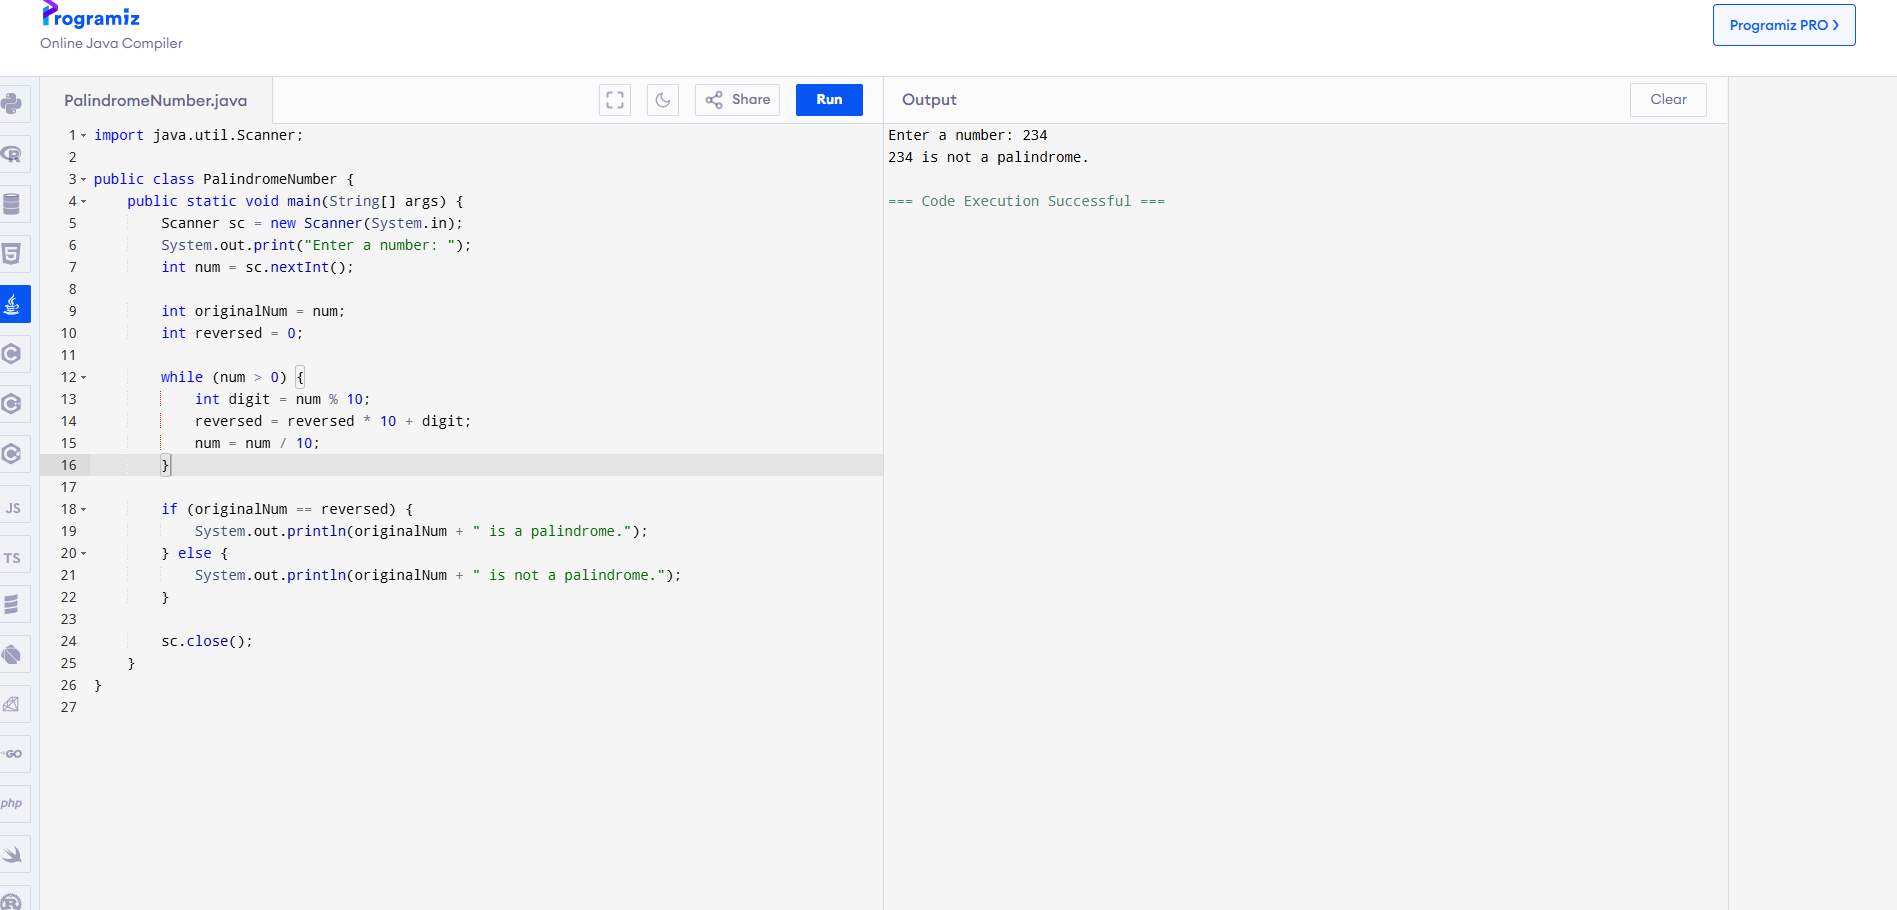 Programiz
Online Java Compiler
Programiz PRO >
PalindromeNumber.java
Share
Run
Output
Clear
1 import java.util.Scanner;
2
3 public class PalindromeNumber {
4     public static void main(String[] args) {
5         Scanner sc = new Scanner(System.in);
6         System.out.print("Enter a number: ");
7         int num = sc.nextInt();
8
9         int originalNum = num;
10         int reversed = 0;
11
12         while (num > 0) {
13             int digit = num % 10;
14             reversed = reversed * 10 + digit;
15             num = num / 10;
16         }
17
18         if (originalNum == reversed) {
19             System.out.println(originalNum + " is a palindrome.");
20         } else {
21             System.out.println(originalNum + " is not a palindrome.");
22         }
23
24         sc.close();
25     }
26 }
27
Enter a number: 234
234 is not a palindrome.
=== Code Execution Successful ===
R
5
C
C
C
JS
TS
GO
php
R